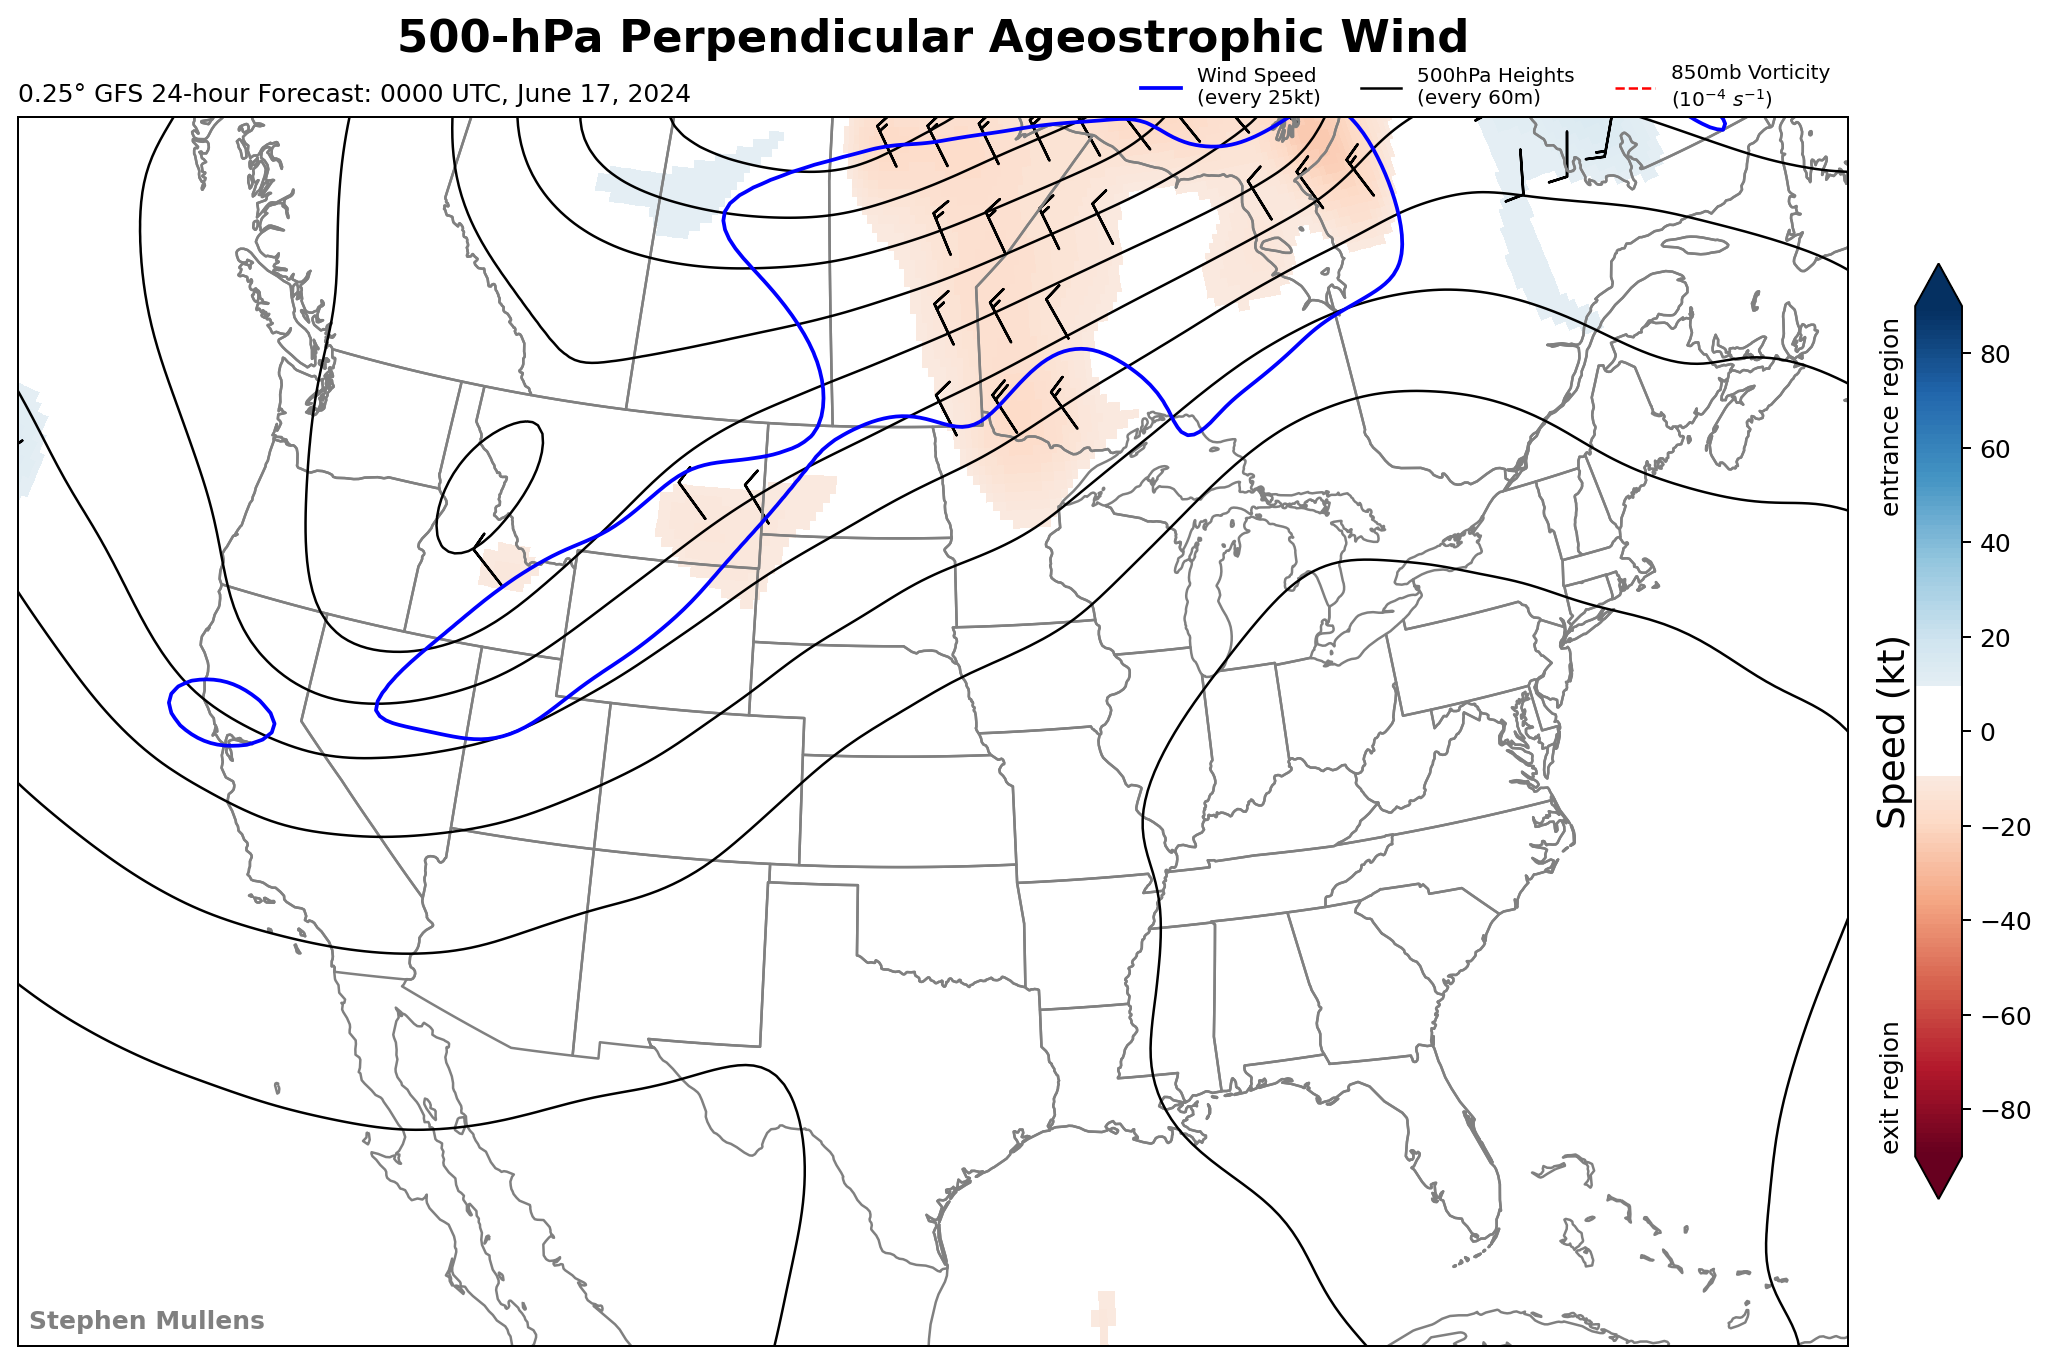 500-hPa Perpendicular Ageostrophic Wind
0.25° GFS 24-hour Forecast: 0000 UTC, June 17, 2024
Wind Speed
(every 25kt)
500hPa Heights
(every 60m)
850mb Vorticity
(10⁻⁴ s⁻¹)
entrance region
Speed (kt)
exit region
80
60
40
20
0
−20
−40
−60
−80
Stephen Mullens